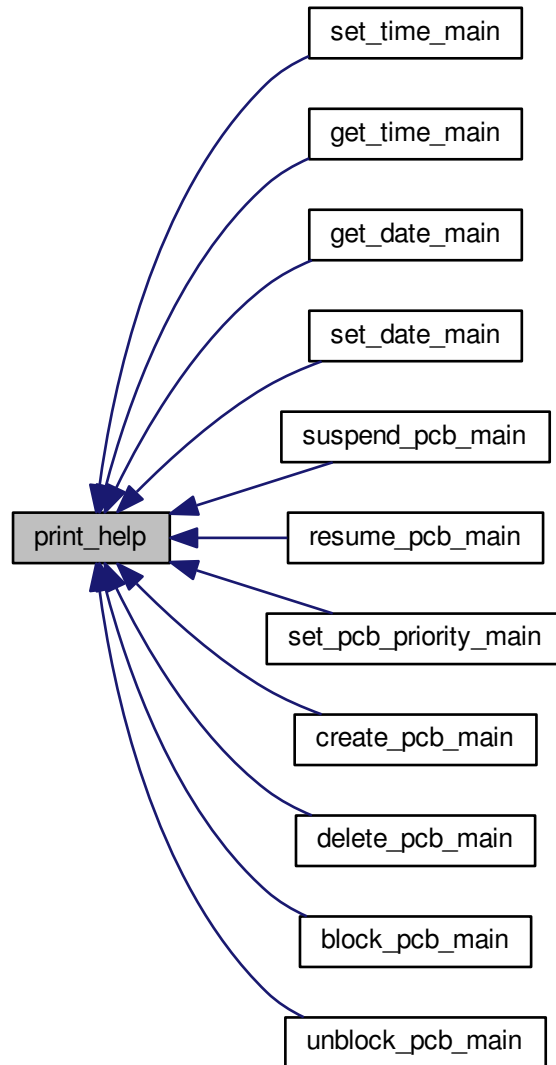 set_time_main
get_time_main
get_date_main
set_date_main
suspend_pcb_main
print_help
resume_pcb_main
set_pcb_priority_main
create_pcb_main
delete_pcb_main
block_pcb_main
unblock_pcb_main